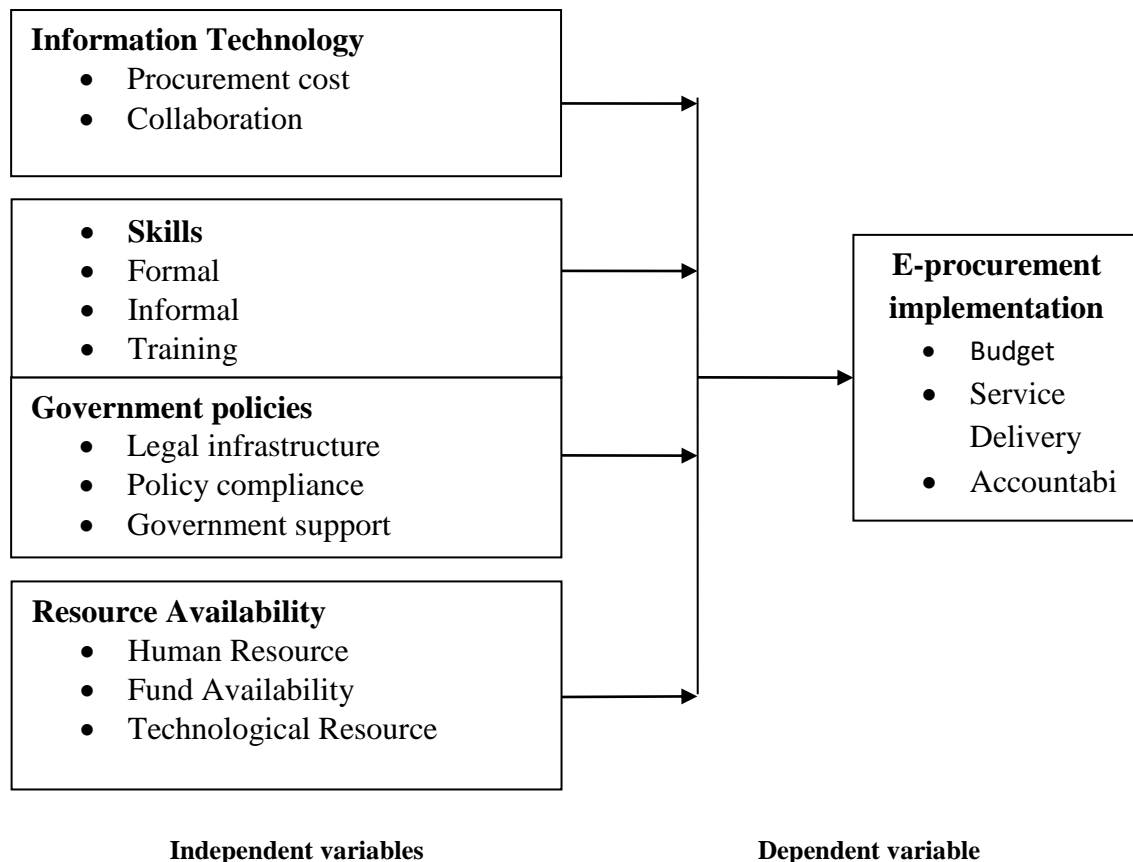 Information Technology
• Procurement cost
• Collaboration
• Skills
• Formal
• Informal
• Training
Government policies
• Legal infrastructure
• Policy compliance
• Government support
Resource Availability
• Human Resource
• Fund Availability
• Technological Resource
E-procurement
implementation
• Budget
• Service
Delivery
• Accountabi
Independent variables
Dependent variable